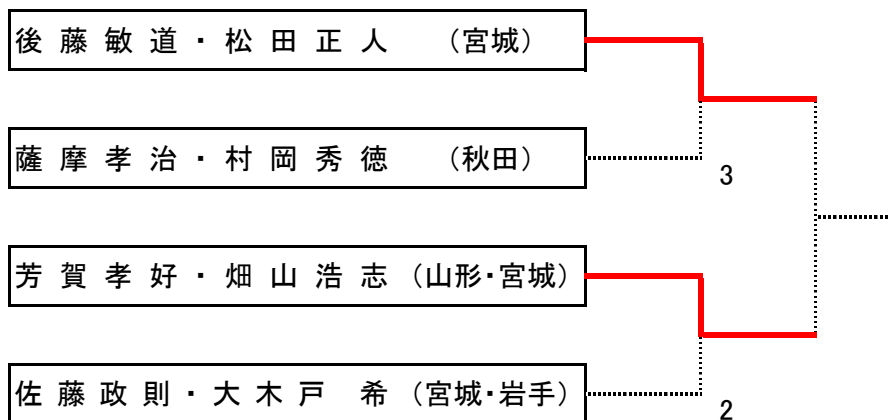 後藤敏道・松田正人 （宮城）
薩摩孝治・村岡秀徳 （秋田）
3
芳賀孝好・畑山浩志 （山形・宮城）
佐藤政則・大木戸 希 （宮城・岩手）
2